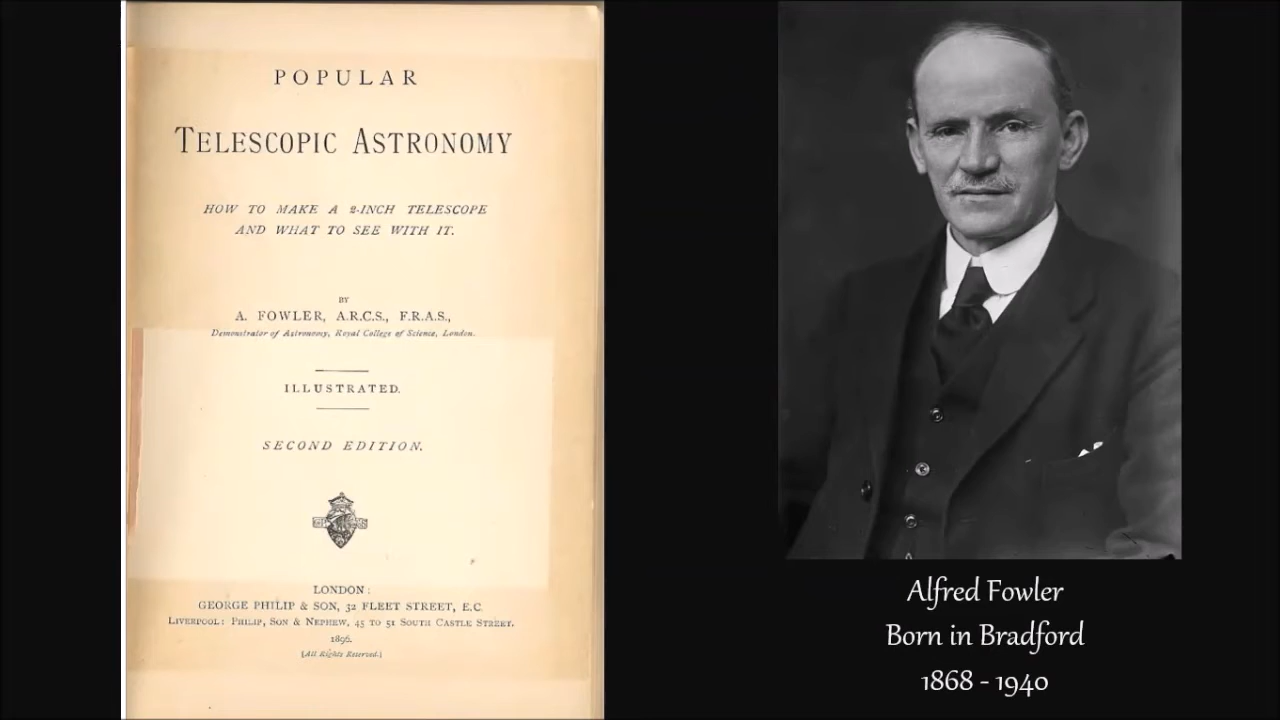 POPULAR
TELESCOPIC ASTRONOMY
HOW TO MAKE A 2-INCH TELESCOPE
AND WHAT TO SEE WITH IT.
BY
A. FOWLER, A.R.C.S., F.R.A.S.,
Demonstrator of Astronomy, Royal College of Science, London.
ILLUSTRATED.
SECOND EDITION.
LONDON:
GEORGE PHILIP & SON, 32 FLEET STREET, E.C.
LIVERPOOL: PHILIP, SON & NEPHEW, 45 TO 51 SOUTH CASTLE STREET.
1896.
[All Rights Reserved.]
Alfred Fowler
Born in Bradford
1868 - 1940